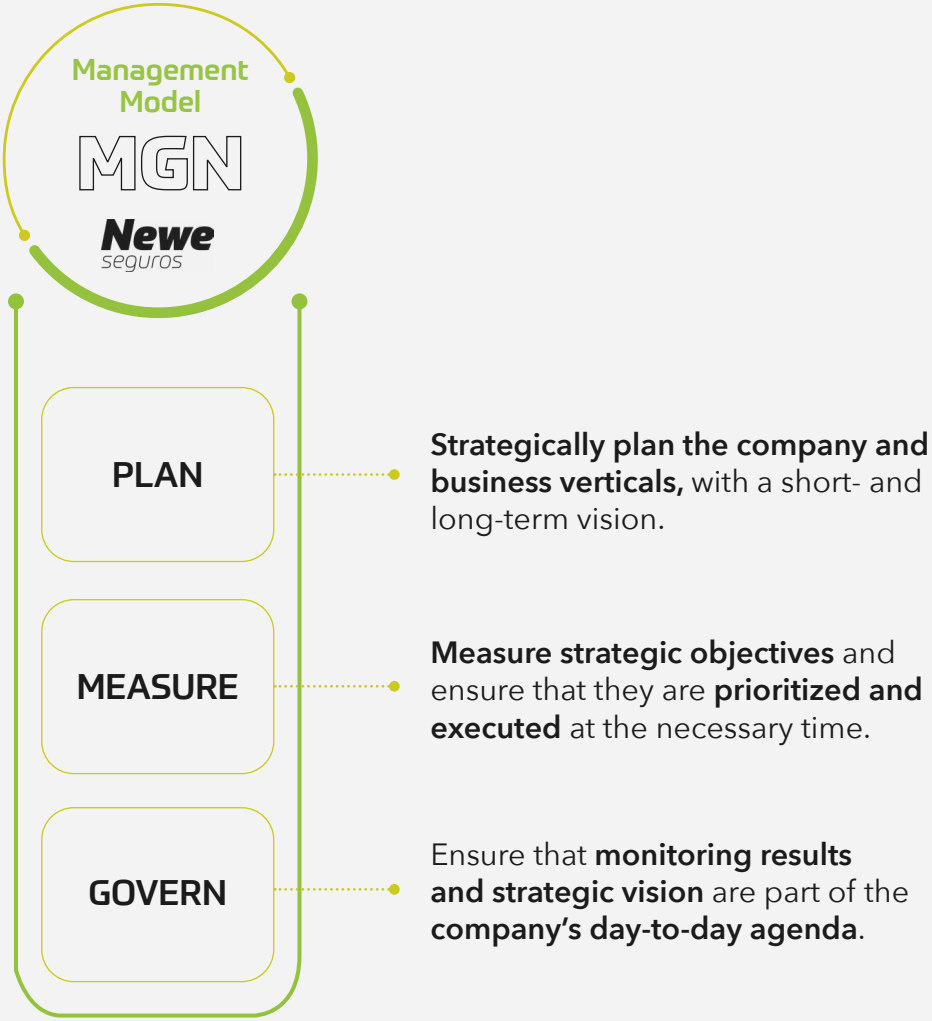 Management
Model
MGN
Newe
seguros
PLAN
Strategically plan the company and
business verticals, with a short- and
long-term vision.
MEASURE
Measure strategic objectives and
ensure that they are prioritized and
executed at the necessary time.
GOVERN
Ensure that monitoring results
and strategic vision are part of the
company’s day-to-day agenda.